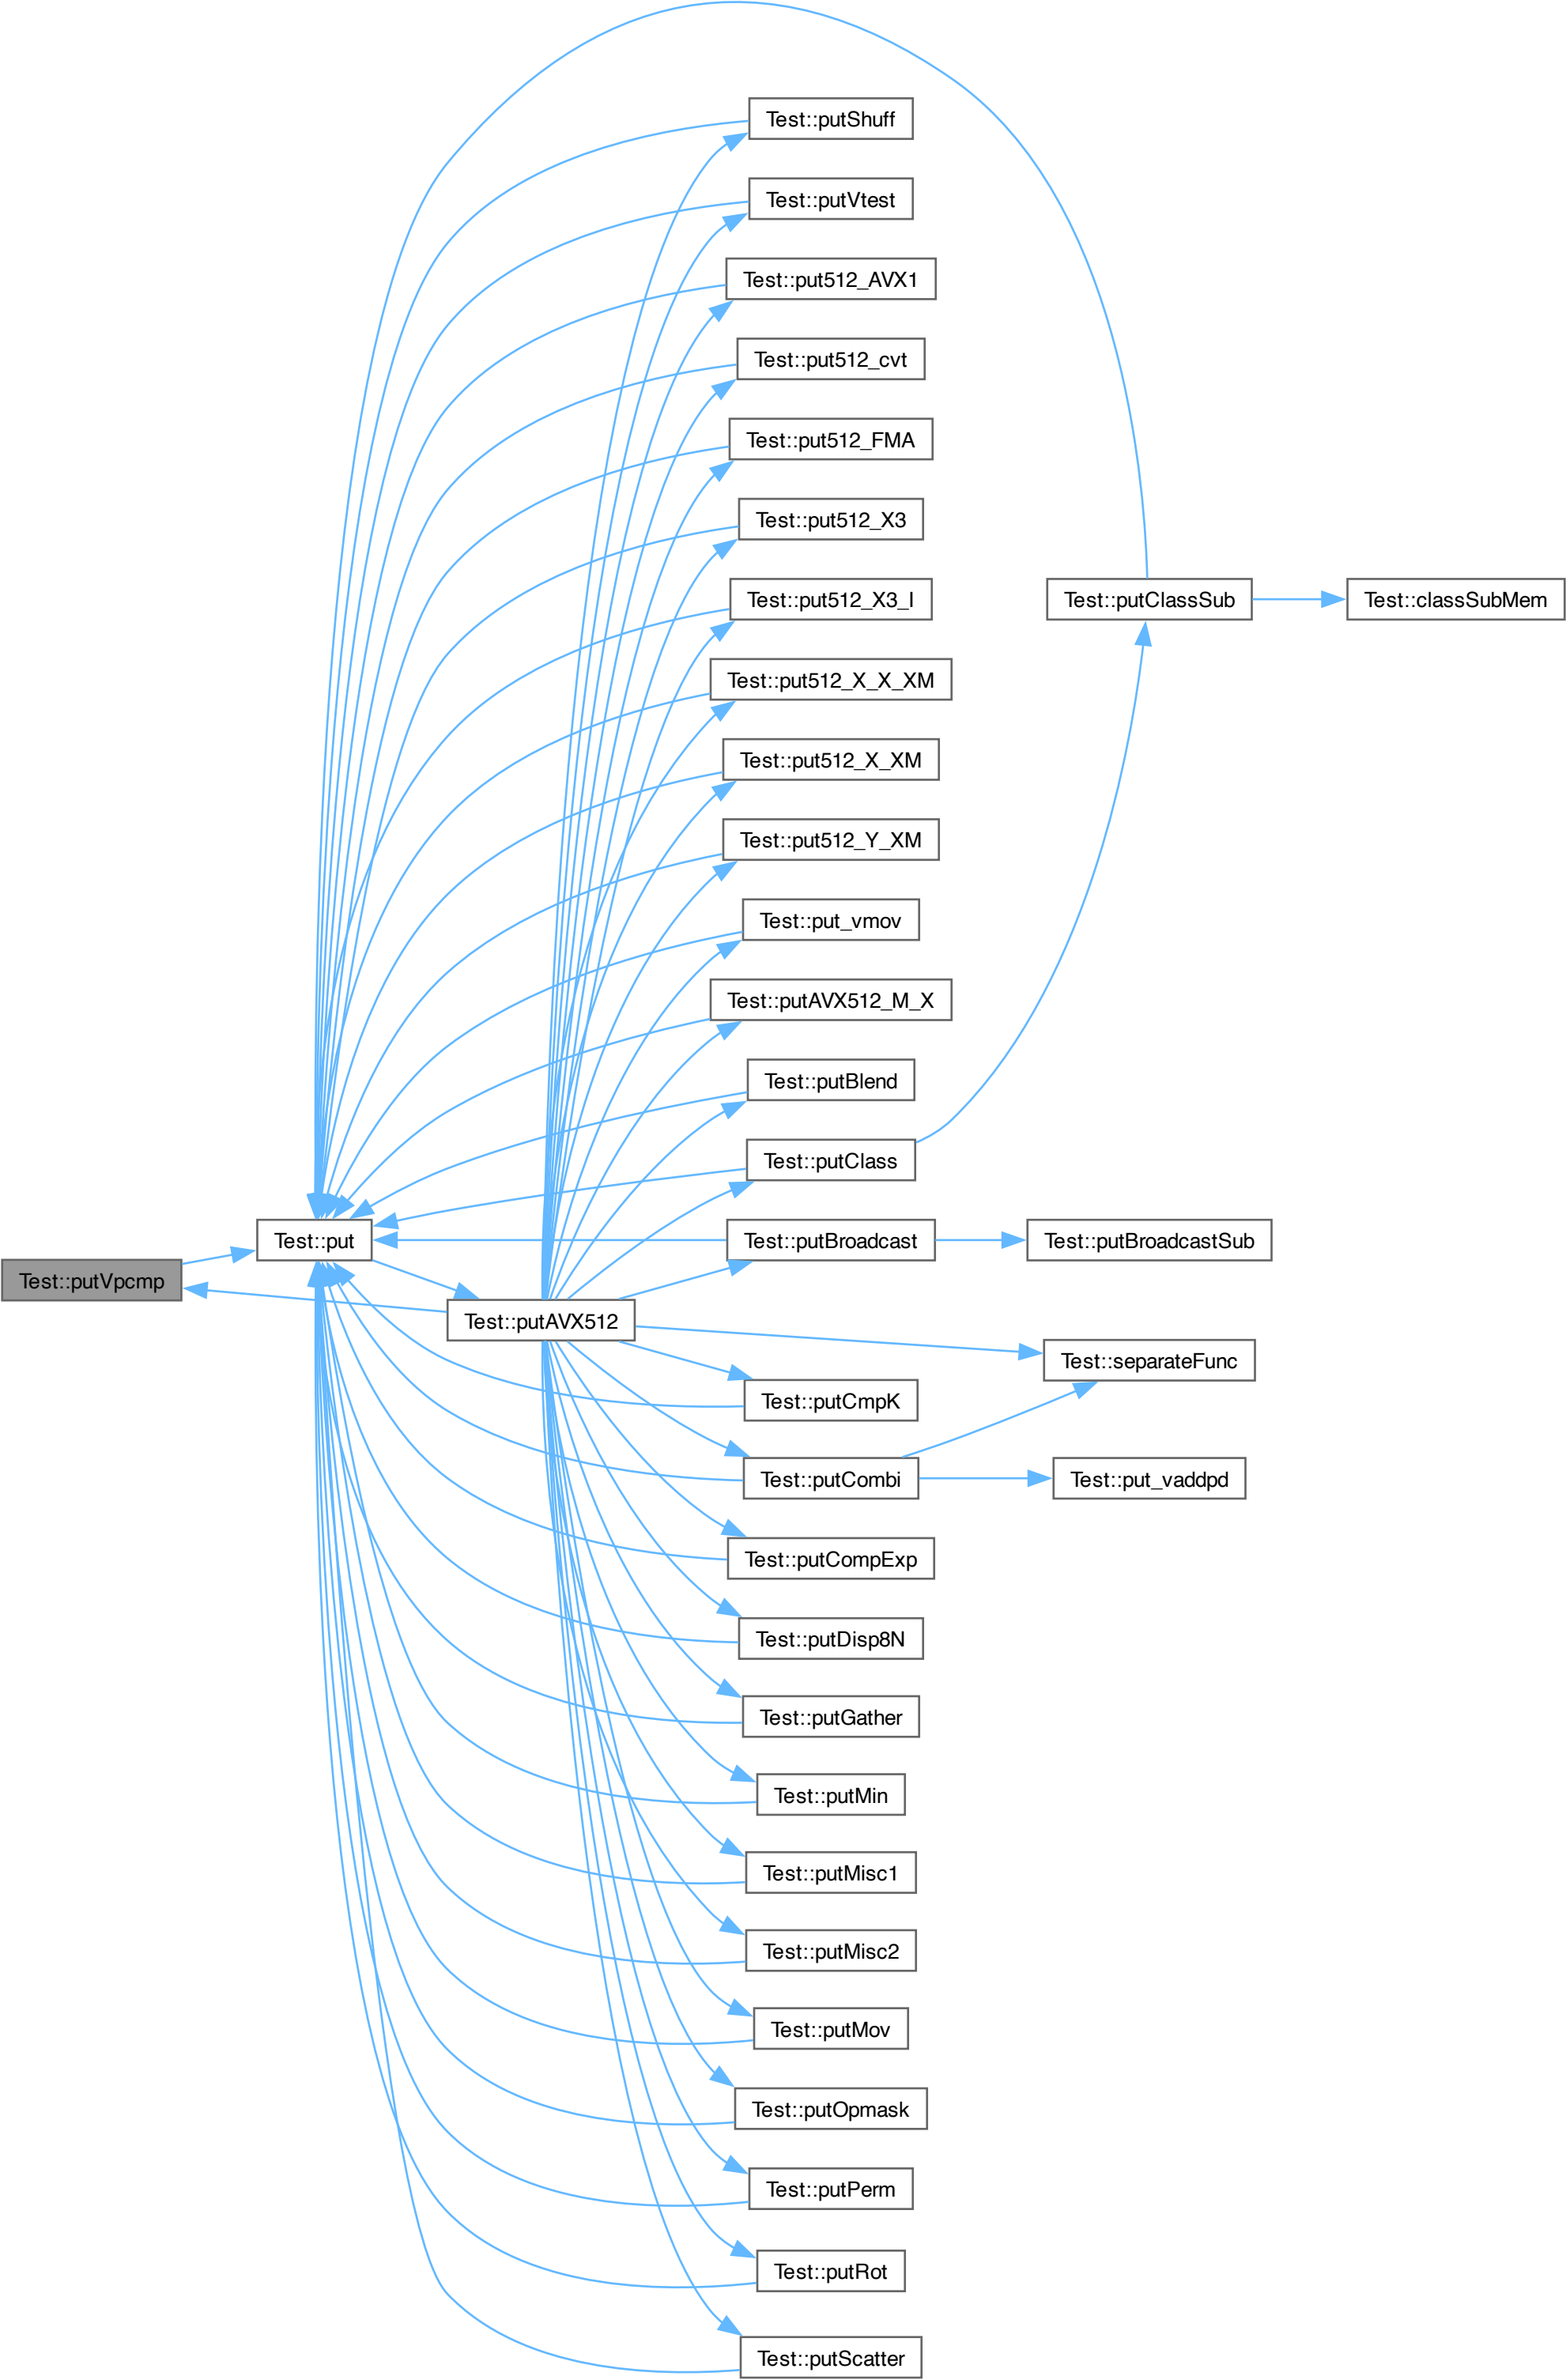 Test::putShuff
Test::putVtest
Test::put512_AVX1
Test::put512_cvt
Test::put512_FMA
Test::put512_X3
Test::put512_X3_I
Test::putClassSub
Test::classSubMem
Test::put512_X_X_XM
Test::put512_X_XM
Test::put512_Y_XM
Test::put_vmov
Test::putAVX512_M_X
Test::putBlend
Test::putClass
Test::put
Test::putBroadcast
Test::putBroadcastSub
Test::putVpcmp
Test::putAVX512
Test::separateFunc
Test::putCmpK
Test::putCombi
Test::put_vaddpd
Test::putCompExp
Test::putDisp8N
Test::putGather
Test::putMin
Test::putMisc1
Test::putMisc2
Test::putMov
Test::putOpmask
Test::putPerm
Test::putRot
Test::putScatter